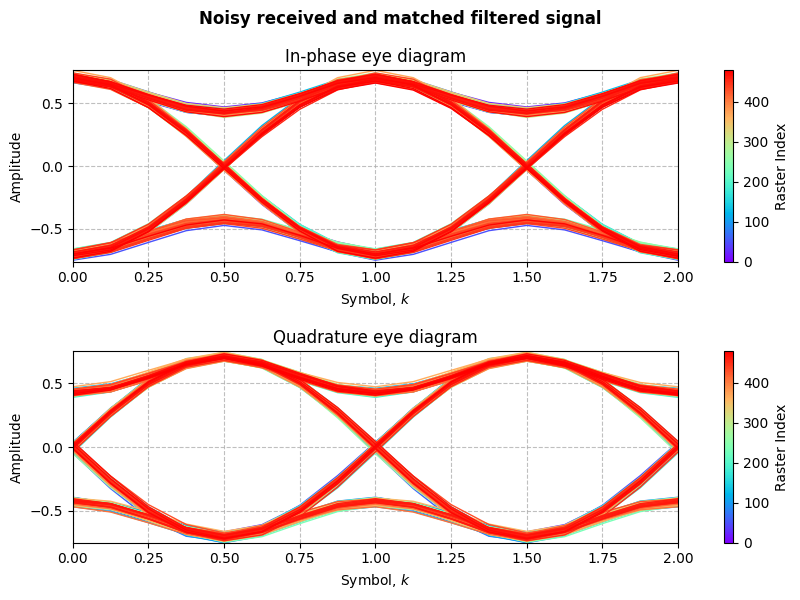 Noisy received and matched filtered signal
In-phase eye diagram
Amplitude
0.5
0.0
−0.5
0.00 0.25 0.50 0.75 1.00 1.25 1.50 1.75 2.00
Symbol, k
400
300
200
100
0
Raster Index
Quadrature eye diagram
Amplitude
0.5
0.0
−0.5
0.00 0.25 0.50 0.75 1.00 1.25 1.50 1.75 2.00
Symbol, k
400
300
200
100
0
Raster Index